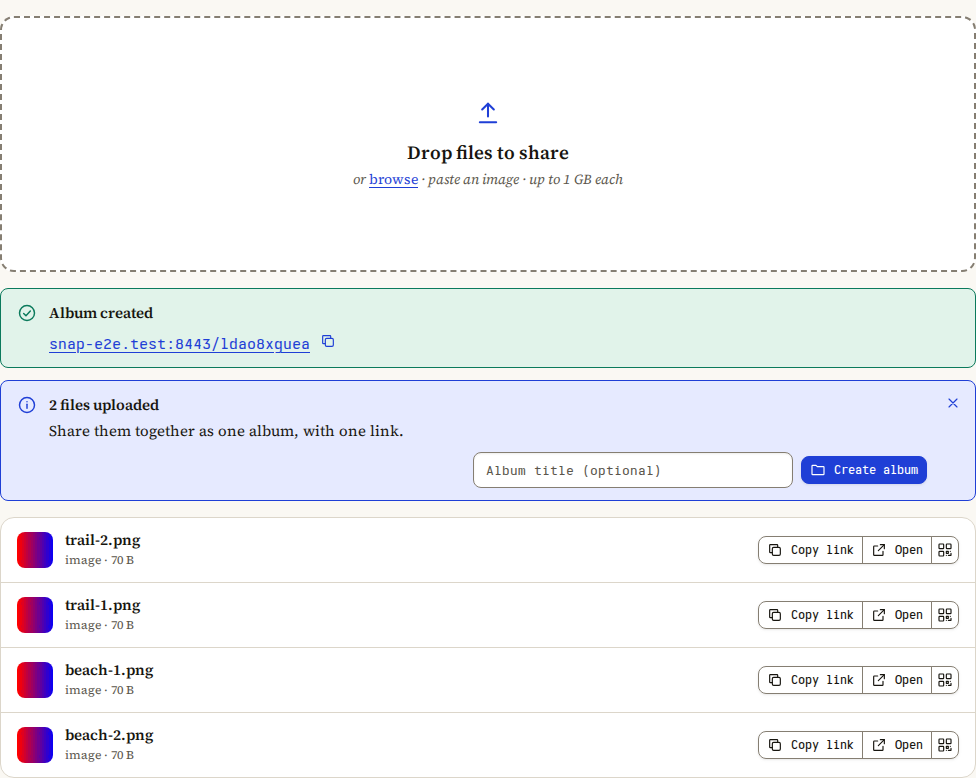 Drop files to share
or browse · paste an image · up to 1 GB each
Album created
snap-e2e.test:8443/ldao8xquea
2 files uploaded
Share them together as one album, with one link.
Album title (optional)
Create album
trail-2.png
image · 70 B
Copy link
Open
trail-1.png
image · 70 B
Copy link
Open
beach-1.png
image · 70 B
Copy link
Open
beach-2.png
image · 70 B
Copy link
Open